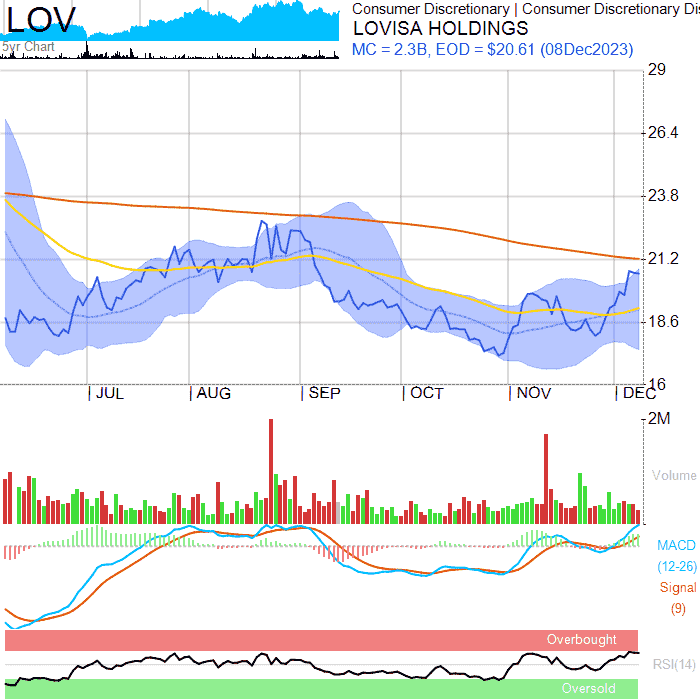 LOV
5yr Chart
Consumer Discretionary | Consumer Discretionary Dis
LOVISA HOLDINGS
MC = 2.3B, EOD = $20.61 (08Dec2023)
29
26.4
23.8
21.2
18.6
16
JUL AUG SEP OCT NOV DEC
2M
Volume
MACD
(12-26)
Signal
(9)
Overbought
RSI(14)
Oversold